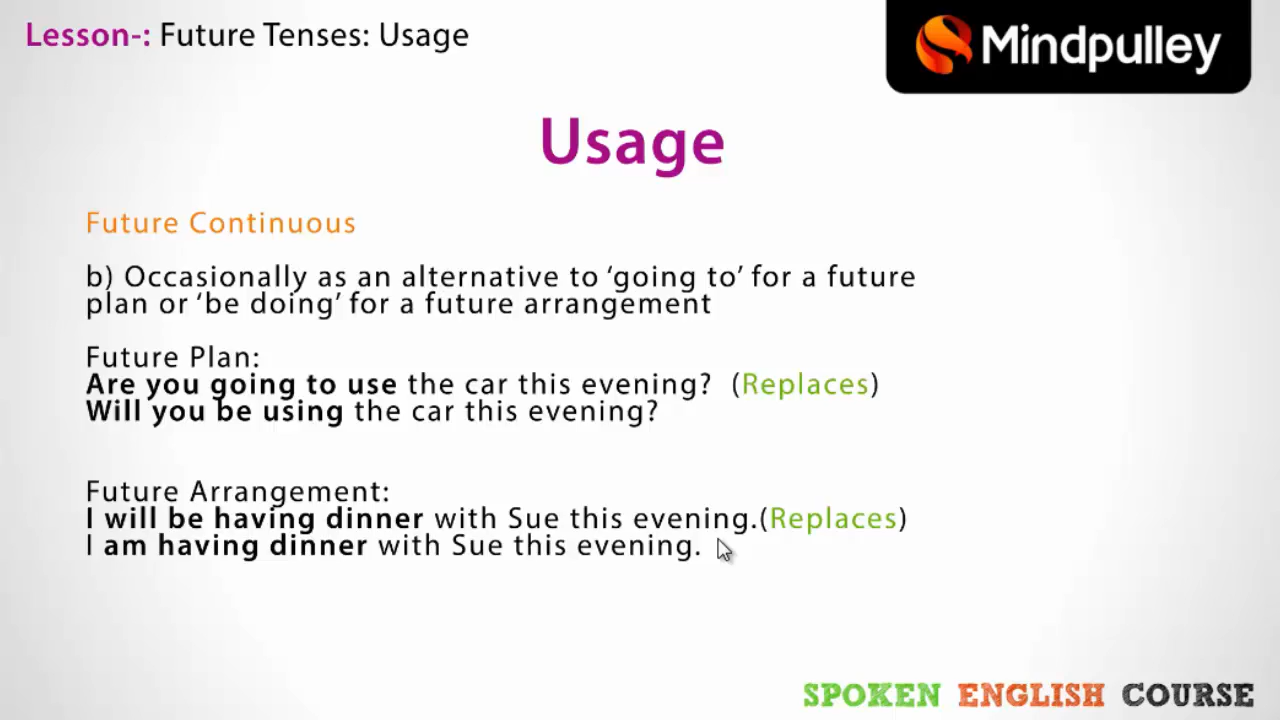 Lesson-: Future Tenses: Usage
Mindpulley
Usage
Future Continuous
b) Occasionally as an alternative to ‘going to’ for a future
plan or ‘be doing’ for a future arrangement
Future Plan:
Are you going to use the car this evening? (Replaces)
Will you be using the car this evening?
Future Arrangement:
I will be having dinner with Sue this evening.(Replaces)
I am having dinner with Sue this evening.
SPOKEN ENGLISH COURSE